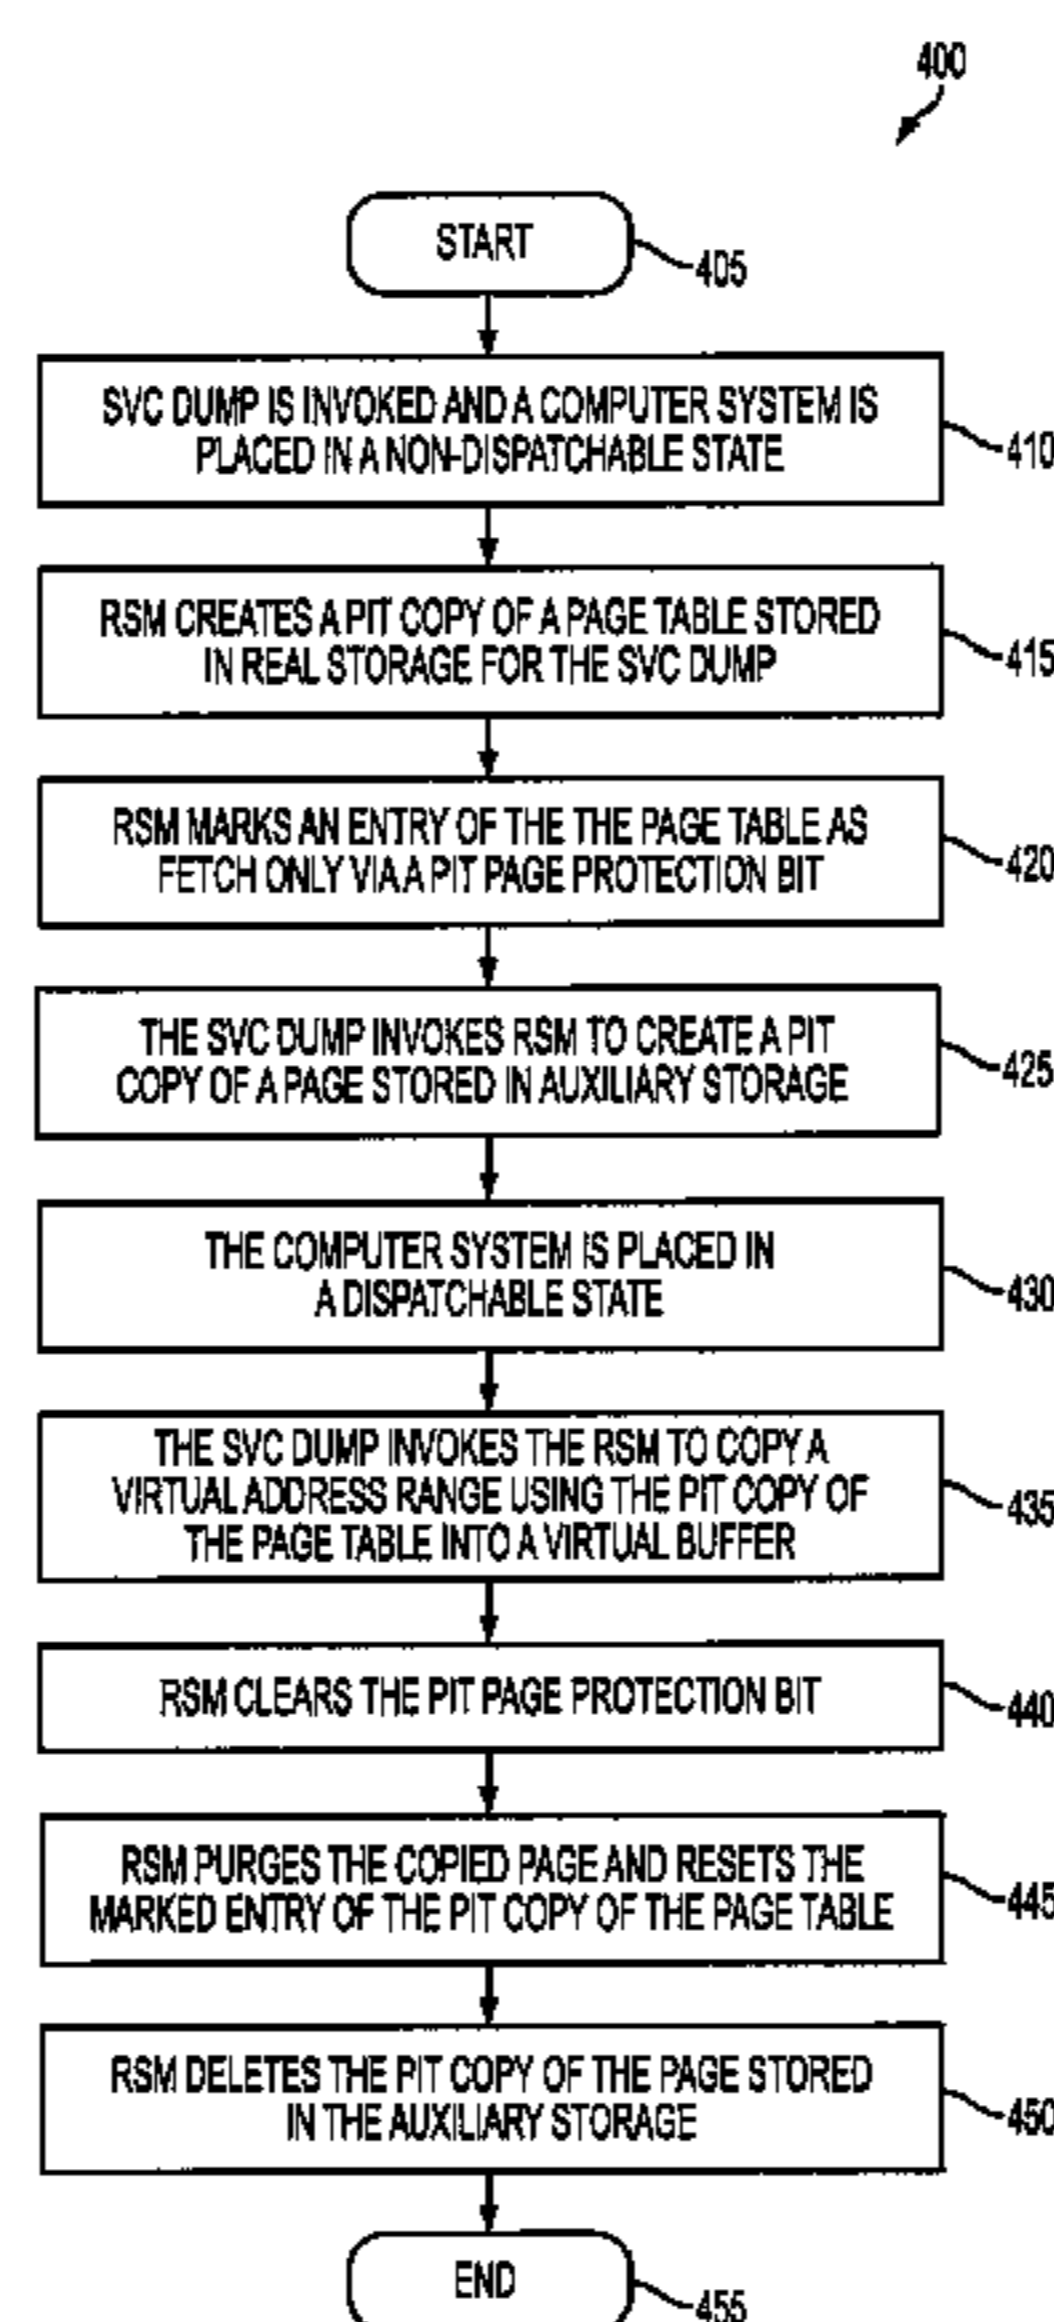 400
START
405
SVC DUMP IS INVOKED AND A COMPUTER SYSTEM IS
PLACED IN A NON-DISPATCHABLE STATE
410
RSM CREATES A PIT COPY OF A PAGE TABLE STORED
IN REAL STORAGE FOR THE SVC DUMP
415
RSM MARKS AN ENTRY OF THE THE PAGE TABLE AS
FETCH ONLY VIA A PIT PAGE PROTECTION BIT
420
THE SVC DUMP INVOKES RSM TO CREATE A PIT
COPY OF A PAGE STORED IN AUXILIARY STORAGE
425
THE COMPUTER SYSTEM IS PLACED IN
A DISPATCHABLE STATE
430
THE SVC DUMP INVOKES THE RSM TO COPY A
VIRTUAL ADDRESS RANGE USING THE PIT COPY OF
THE PAGE TABLE INTO A VIRTUAL BUFFER
435
RSM CLEARS THE PIT PAGE PROTECTION BIT
440
RSM PURGES THE COPIED PAGE AND RESETS THE
MARKED ENTRY OF THE PIT COPY OF THE PAGE TABLE
445
RSM DELETES THE PIT COPY OF THE PAGE STORED
IN THE AUXILIARY STORAGE
450
END
455